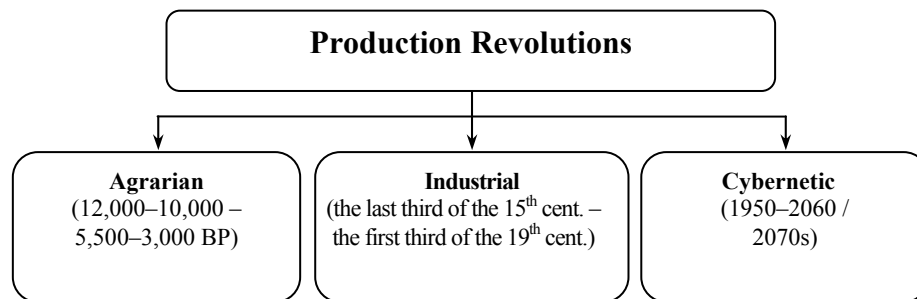 Production Revolutions
Agrarian
(12,000–10,000 –
5,500–3,000 BP)
Industrial
(the last third of the 15th cent. –
the first third of the 19th cent.)
Cybernetic
(1950–2060 /
2070s)